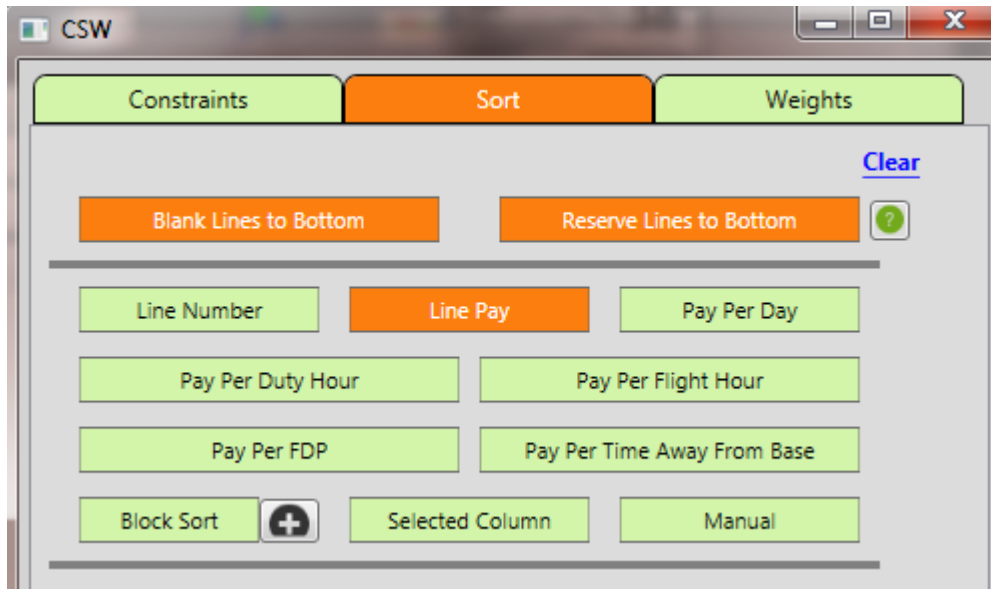 CSW
Constraints Sort Weights
Clear
Blank Lines to Bottom Reserve Lines to Bottom ?
Line Number Line Pay Pay Per Day
Pay Per Duty Hour Pay Per Flight Hour
Pay Per FDP Pay Per Time Away From Base
Block Sort Selected Column Manual